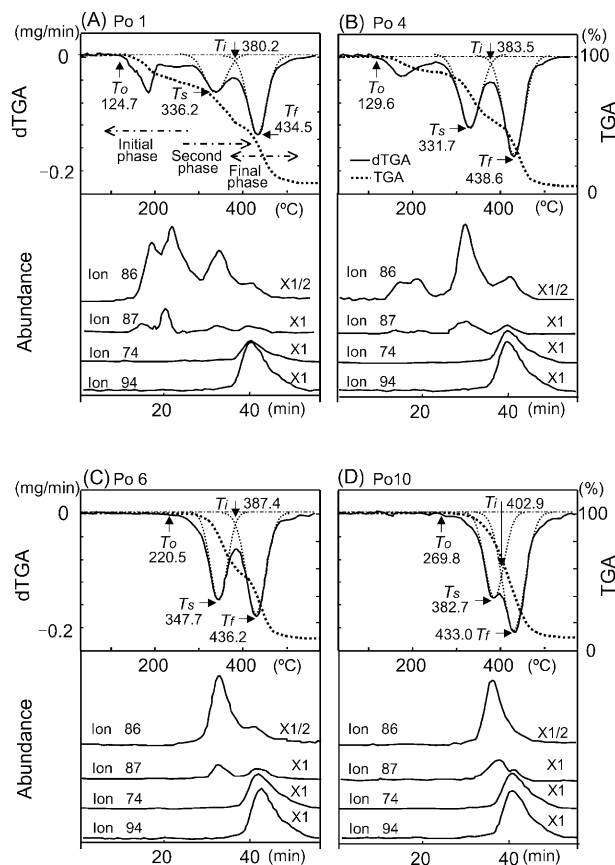 (mg/min) (A) Po 1 Ti 380.2 (B) Po 4 Ti 383.5 (%)
0 100
To 124.7 Ts 336.2 Tf 434.5
To 129.6 Ts 331.7 Tf 438.6
dTGA TGA
Initial phase
Second phase
Final phase
dTGA
TGA
−0.2 0
200 400 (ºC) 200 400 (ºC)
Abundance
Ion 86 X1/2 Ion 86 X1/2
Ion 87 X1 Ion 87 X1
Ion 74 X1 Ion 74 X1
Ion 94 X1 Ion 94 X1
20 40 (min) 20 40 (min)
(mg/min) (C) Po 6 Ti 387.4 (D) Po10 Ti 402.9 (%)
0 100
To 220.5 Ts 347.7 Tf 436.2
To 269.8 Ts 382.7 433.0 Tf
dTGA TGA
−0.2 0
200 400 (ºC) 200 400 (ºC)
Abundance
Ion 86 X1/2 Ion 86 X1/2
Ion 87 X1 Ion 87 X1
Ion 74 X1 Ion 74 X1
Ion 94 X1 Ion 94 X1
20 40 (min) 20 40 (min)